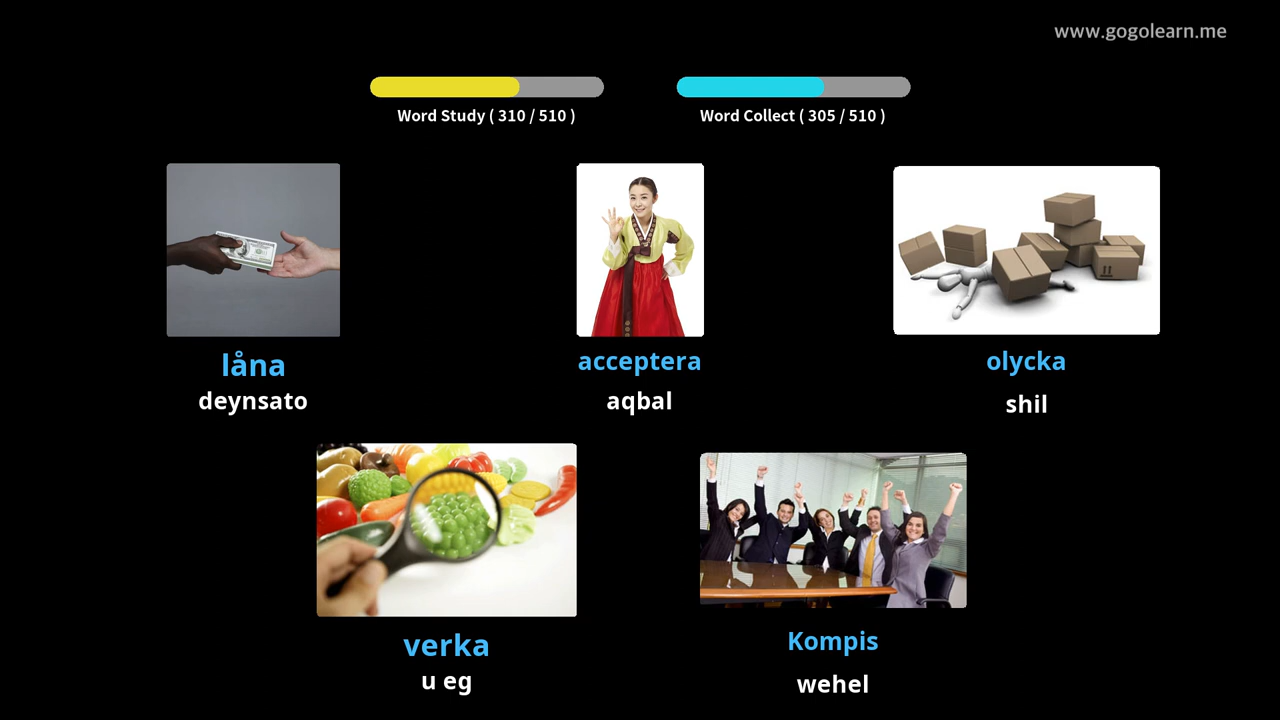 www.gogolearn.me
Word Study ( 310 / 510 )
Word Collect ( 305 / 510 )
låna
deynsato
acceptera
aqbal
olycka
shil
verka
u eg
Kompis
wehel